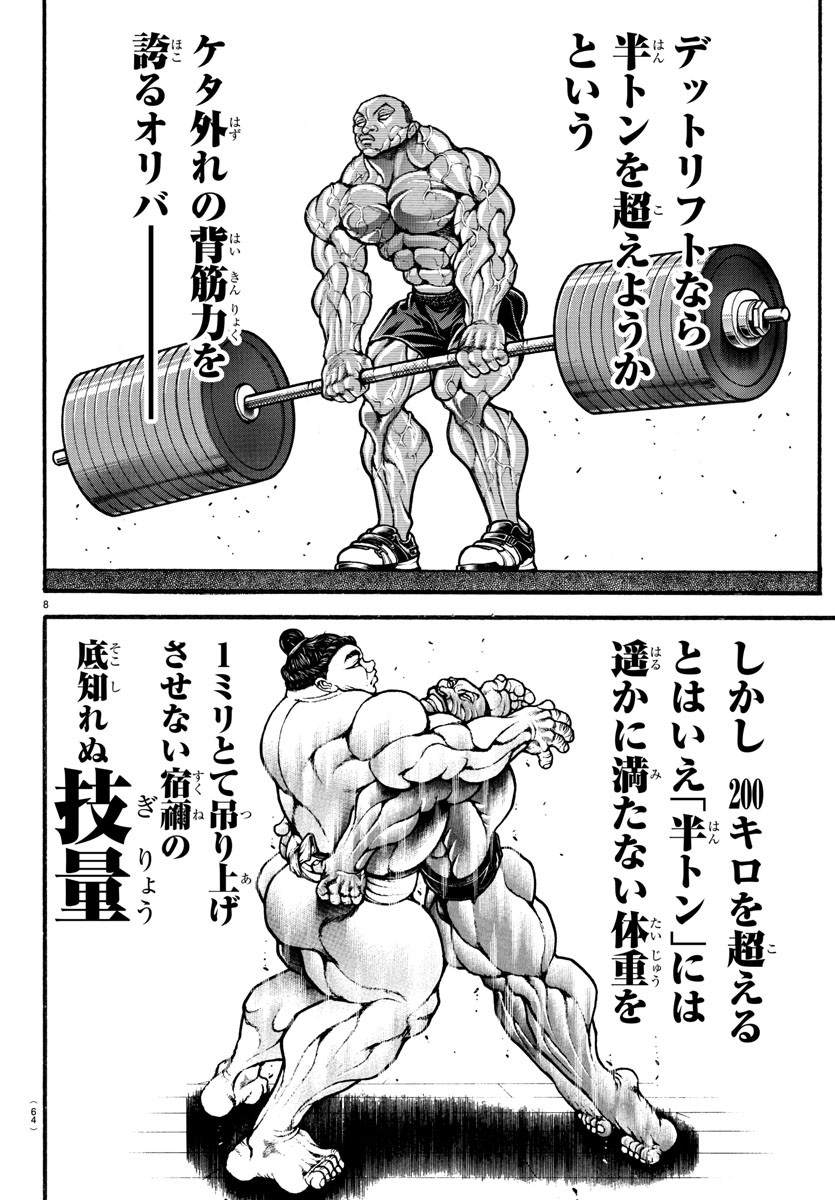 デットリフトなら
半トンを超えようか
という
ケタ外れの背筋力を
誇るオリバ――
8
しかし 200キロを超える
とはいえ「半トン」には
遥かに満たない体重を
1ミリとて吊り上げ
させない宿禰の
底知れぬ技量
(64)